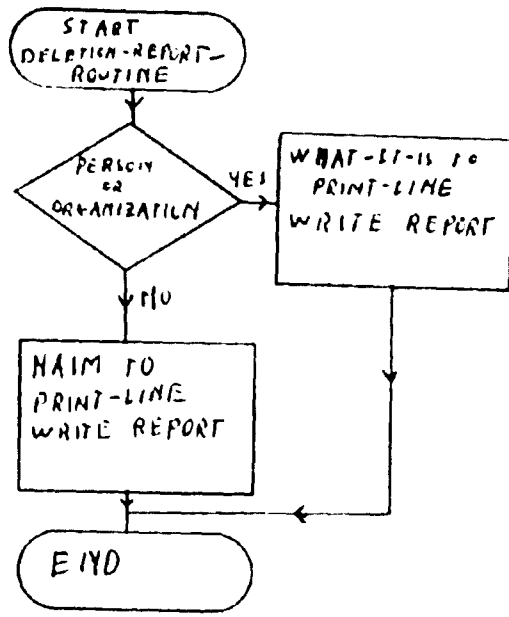 START
DELETION-REPORT-
ROUTINE
PERSON
OR
ORGANIZATION
YES
WHAT-IT-IS TO
PRINT-LINE
WRITE REPORT
NO
NAIM TO
PRINT-LINE
WRITE REPORT
END